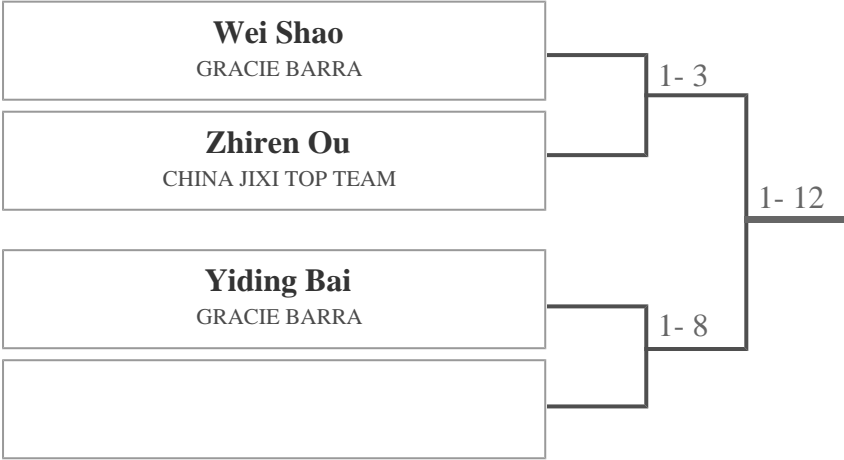 Wei Shao
GRACIE BARRA
1- 3
Zhiren Ou
CHINA JIXI TOP TEAM
1- 12
Yiding Bai
GRACIE BARRA
1- 8